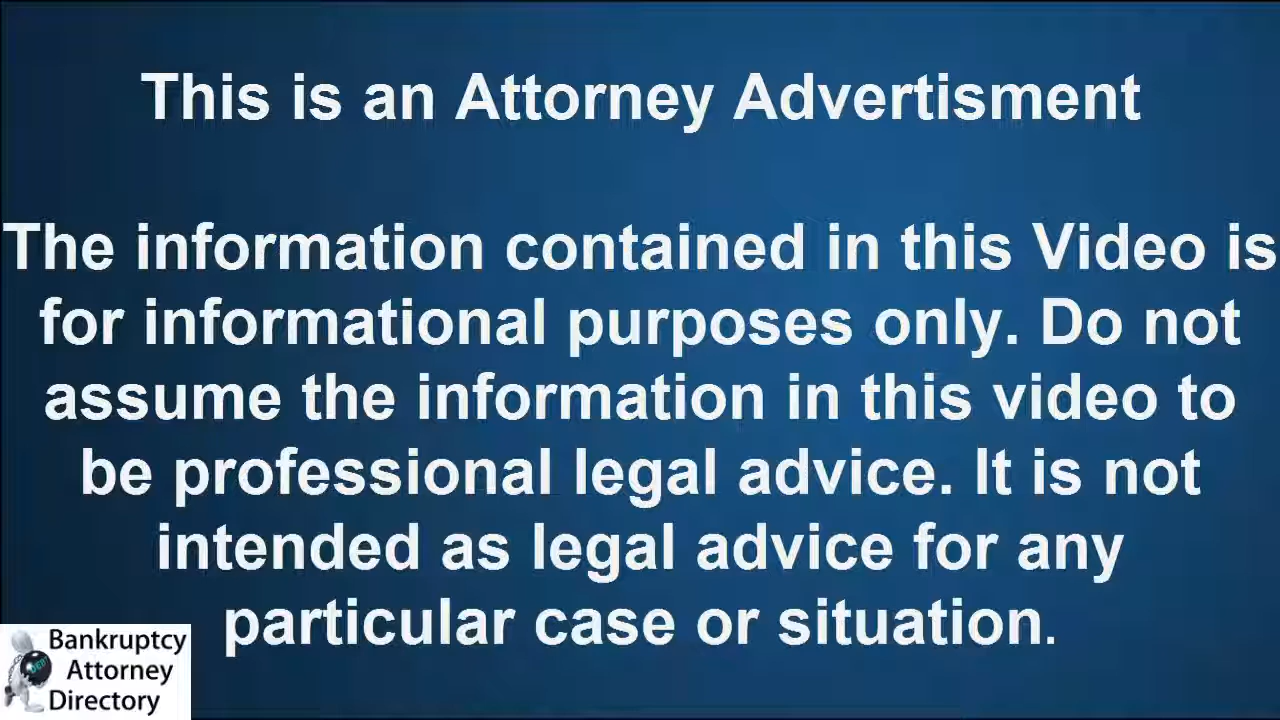 This is an Attorney Advertisment
The information contained in this Video is
for informational purposes only. Do not
assume the information in this video to
be professional legal advice. It is not
intended as legal advice for any
particular case or situation.
Bankruptcy
Attorney
Directory